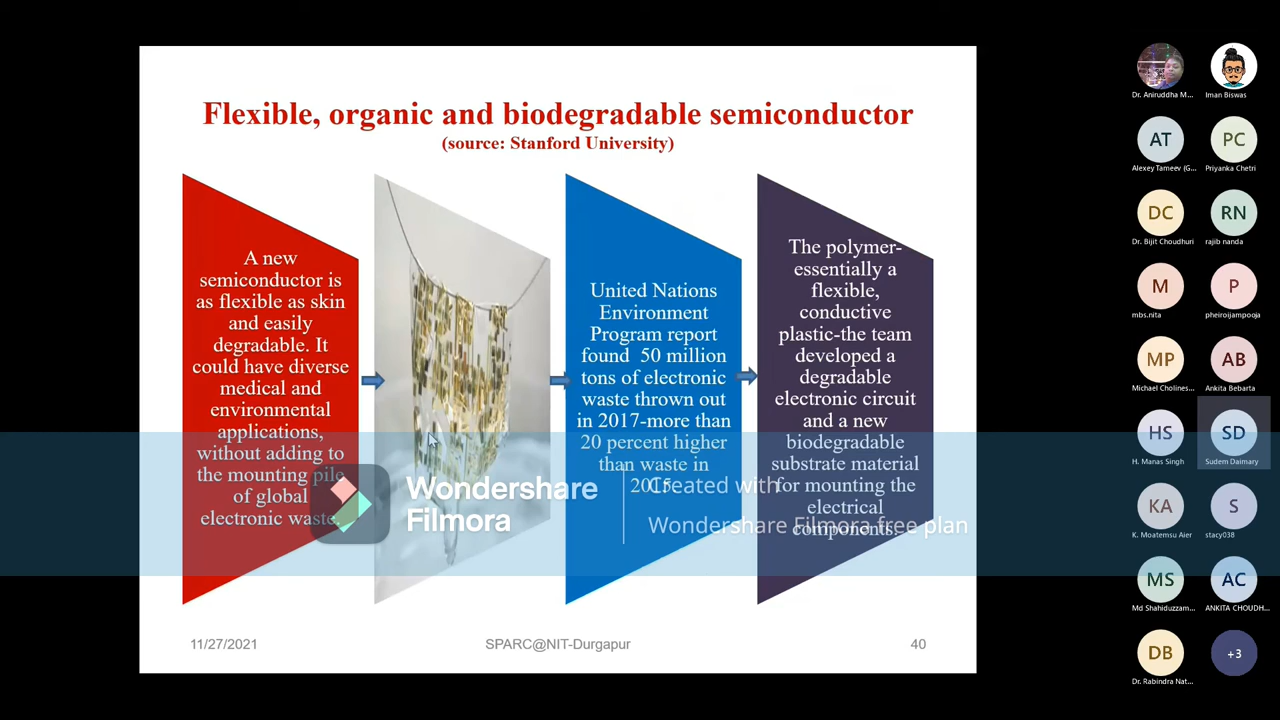 Flexible, organic and biodegradable semiconductor
(source: Stanford University)
A new
semiconductor is
as flexible as skin
and easily
degradable. It
could have diverse
medical and
environmental
applications,
without adding to
the mounting pile
of global
electronic waste.
United Nations
Environment
Program report
found 50 million
tons of electronic
waste thrown out
in 2017-more than
20 percent higher
than waste in
2015.
The polymer-
essentially a
flexible,
conductive
plastic-the team
developed a
degradable
electronic circuit
and a new
biodegradable
substrate material
for mounting the
electrical
components.
Wondershare
Filmora
Created with
Wondershare Filmora free plan
11/27/2021
SPARC@NIT-Durgapur
40
Dr. Aniruddha M...
Iman Biswas
AT
Alexey Tameev (G...
PC
Priyanka Chetri
DC
Dr. Bijit Choudhuri
RN
rajib nanda
M
mbs.nita
P
pheiroijampooja
MP
Michael Cholines...
AB
Ankita Bebarta
HS
H. Manas Singh
SD
Sudem Daimary
KA
K. Moatemsu Aier
S
stacy038
MS
Md Shahiduzzam...
AC
ANKITA CHOUDH...
DB
Dr. Rabindra Nat...
+3